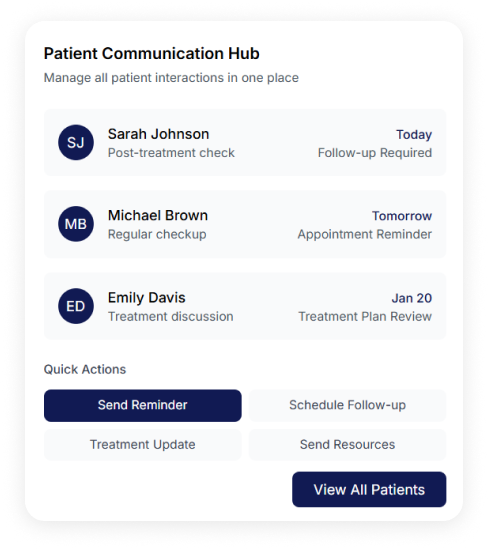 Patient Communication Hub
Manage all patient interactions in one place
SJ
Sarah Johnson
Today
Post-treatment check
Follow-up Required
MB
Michael Brown
Tomorrow
Regular checkup
Appointment Reminder
ED
Emily Davis
Jan 20
Treatment discussion
Treatment Plan Review
Quick Actions
Send Reminder
Schedule Follow-up
Treatment Update
Send Resources
View All Patients